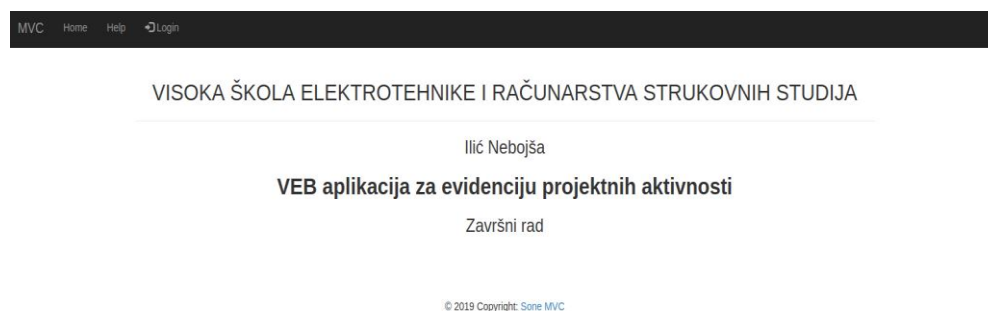 MVC Home Help Login
VISOKA ŠKOLA ELEKTROTEHNIKE I RAČUNARSTVA STRUKOVNIH STUDIJA
Ilić Nebojša
VEB aplikacija za evidenciju projektnih aktivnosti
Završni rad
© 2019 Copyright: Sone MVC